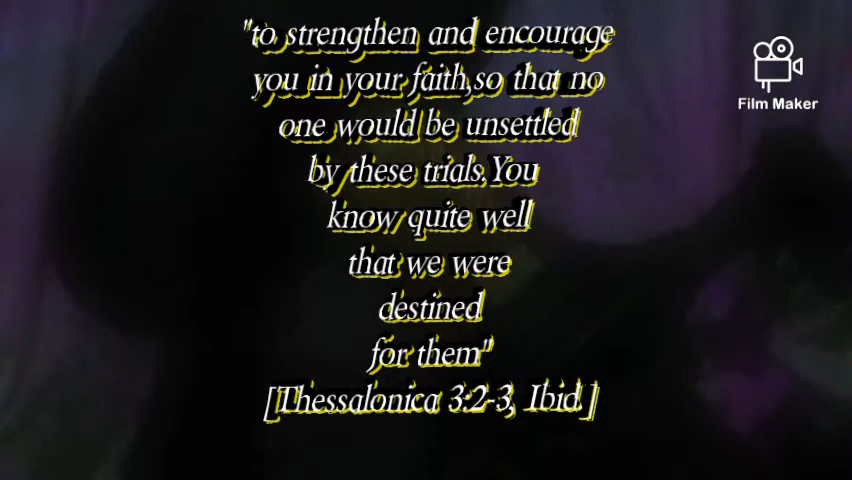 "to strengthen and encourage
you in your faith,so that no
one would be unsettled
by these trials.You
know quite well
that we were
destined
for them"
[Thessalonica 3:2-3, Ibid.]
Film Maker